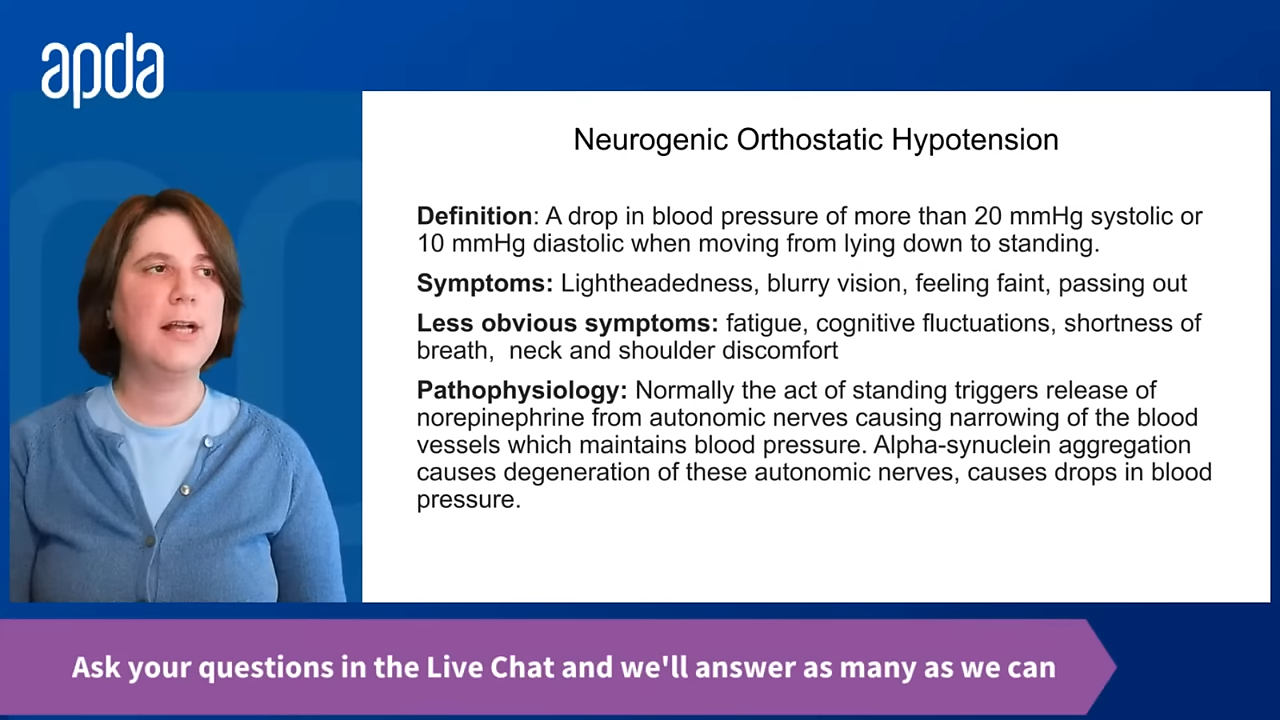 apda
Neurogenic Orthostatic Hypotension
Definition: A drop in blood pressure of more than 20 mmHg systolic or
10 mmHg diastolic when moving from lying down to standing.
Symptoms: Lightheadedness, blurry vision, feeling faint, passing out
Less obvious symptoms: fatigue, cognitive fluctuations, shortness of
breath,  neck and shoulder discomfort
Pathophysiology: Normally the act of standing triggers release of
norepinephrine from autonomic nerves causing narrowing of the blood
vessels which maintains blood pressure. Alpha-synuclein aggregation
causes degeneration of these autonomic nerves, causes drops in blood
pressure.
Ask your questions in the Live Chat and we'll answer as many as we can